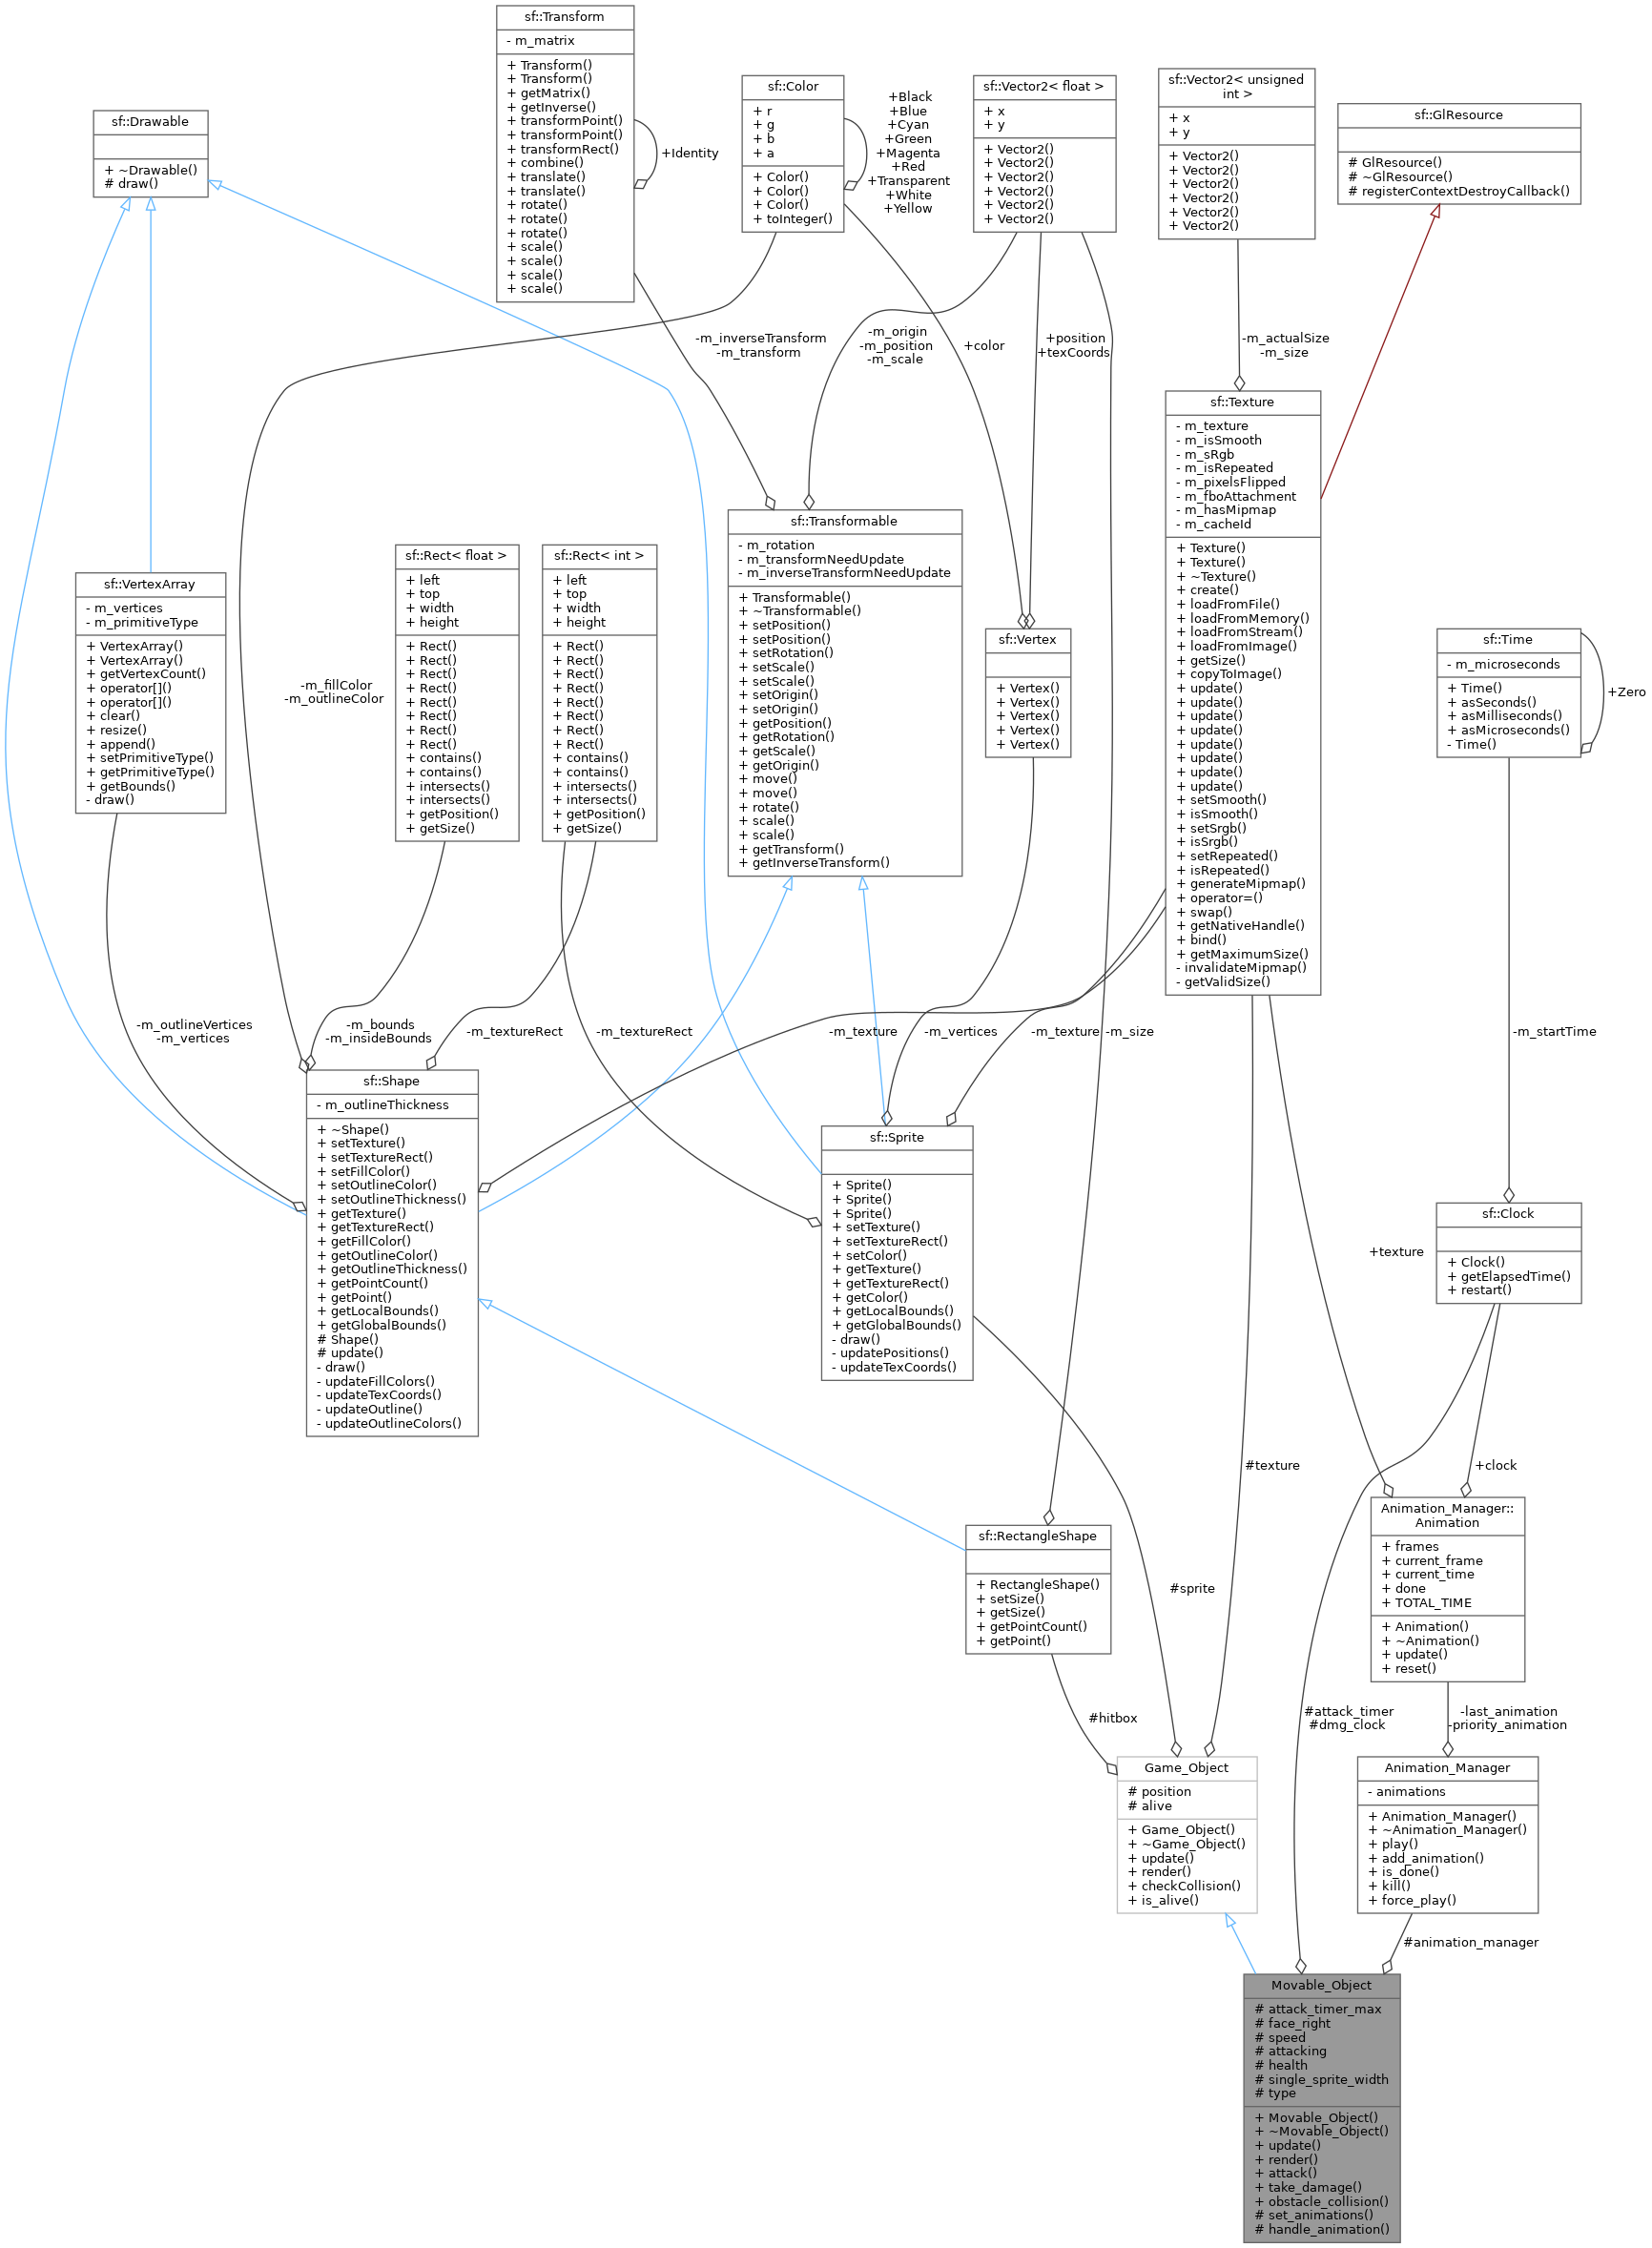 sf::Transform
- m_matrix
+ Transform()
+ Transform()
+ getMatrix()
+ getInverse()
+ transformPoint()
+ transformPoint()
+ transformRect()
+ combine()
+ translate()
+ translate()
+ rotate()
+ rotate()
+ rotate()
+ scale()
+ scale()
+ scale()
+ scale()
+Identity
sf::Color
+ r
+ g
+ b
+ a
+ Color()
+ Color()
+ Color()
+ toInteger()
+Black
+Blue
+Cyan
+Green
+Magenta
+Red
+Transparent
+White
+Yellow
sf::Vector2< float >
+ x
+ y
+ Vector2()
+ Vector2()
+ Vector2()
+ Vector2()
+ Vector2()
+ Vector2()
sf::Vector2< unsigned
int >
+ x
+ y
+ Vector2()
+ Vector2()
+ Vector2()
+ Vector2()
+ Vector2()
+ Vector2()
sf::GlResource
# GlResource()
# ~GlResource()
# registerContextDestroyCallback()
sf::Drawable
+ ~Drawable()
# draw()
-m_inverseTransform
-m_transform
-m_origin
-m_position
-m_scale
+color
+position
+texCoords
-m_actualSize
-m_size
sf::Texture
- m_texture
- m_isSmooth
- m_sRgb
- m_isRepeated
- m_pixelsFlipped
- m_fboAttachment
- m_hasMipmap
- m_cacheId
+ Texture()
+ Texture()
+ ~Texture()
+ create()
+ loadFromFile()
+ loadFromMemory()
+ loadFromStream()
+ loadFromImage()
+ getSize()
+ copyToImage()
+ update()
+ update()
+ update()
+ update()
+ update()
+ update()
+ update()
+ update()
+ setSmooth()
+ isSmooth()
+ setSrgb()
+ isSrgb()
+ setRepeated()
+ isRepeated()
+ generateMipmap()
+ operator=()
+ swap()
+ getNativeHandle()
+ bind()
+ getMaximumSize()
- invalidateMipmap()
- getValidSize()
sf::Transformable
- m_rotation
- m_transformNeedUpdate
- m_inverseTransformNeedUpdate
+ Transformable()
+ ~Transformable()
+ setPosition()
+ setPosition()
+ setRotation()
+ setScale()
+ setScale()
+ setOrigin()
+ setOrigin()
+ getPosition()
+ getRotation()
+ getScale()
+ getOrigin()
+ move()
+ move()
+ rotate()
+ scale()
+ scale()
+ getTransform()
+ getInverseTransform()
sf::Rect< float >
+ left
+ top
+ width
+ height
+ Rect()
+ Rect()
+ Rect()
+ Rect()
+ Rect()
+ Rect()
+ Rect()
+ Rect()
+ contains()
+ contains()
+ intersects()
+ intersects()
+ getPosition()
+ getSize()
sf::Rect< int >
+ left
+ top
+ width
+ height
+ Rect()
+ Rect()
+ Rect()
+ Rect()
+ Rect()
+ Rect()
+ Rect()
+ Rect()
+ contains()
+ contains()
+ intersects()
+ intersects()
+ getPosition()
+ getSize()
sf::VertexArray
- m_vertices
- m_primitiveType
+ VertexArray()
+ VertexArray()
+ getVertexCount()
+ operator[]()
+ operator[]()
+ clear()
+ resize()
+ append()
+ setPrimitiveType()
+ getPrimitiveType()
+ getBounds()
- draw()
-m_fillColor
-m_outlineColor
sf::Vertex
+ Vertex()
+ Vertex()
+ Vertex()
+ Vertex()
+ Vertex()
sf::Time
- m_microseconds
+ Time()
+ asSeconds()
+ asMilliseconds()
+ asMicroseconds()
- Time()
+Zero
-m_outlineVertices
-m_vertices
-m_bounds
-m_insideBounds
-m_textureRect
-m_textureRect
-m_texture
-m_vertices
-m_texture
-m_size
-m_startTime
sf::Shape
- m_outlineThickness
+ ~Shape()
+ setTexture()
+ setTextureRect()
+ setFillColor()
+ setOutlineColor()
+ setOutlineThickness()
+ getTexture()
+ getTextureRect()
+ getFillColor()
+ getOutlineColor()
+ getOutlineThickness()
+ getPointCount()
+ getPoint()
+ getLocalBounds()
+ getGlobalBounds()
# Shape()
# update()
- draw()
- updateFillColors()
- updateTexCoords()
- updateOutline()
- updateOutlineColors()
sf::Sprite
+ Sprite()
+ Sprite()
+ Sprite()
+ setTexture()
+ setTextureRect()
+ setColor()
+ getTexture()
+ getTextureRect()
+ getColor()
+ getLocalBounds()
+ getGlobalBounds()
- draw()
- updatePositions()
- updateTexCoords()
+texture
sf::Clock
+ Clock()
+ getElapsedTime()
+ restart()
#texture
+clock
Animation_Manager::
Animation
+ frames
+ current_frame
+ current_time
+ done
+ TOTAL_TIME
+ Animation()
+ ~Animation()
+ update()
+ reset()
sf::RectangleShape
+ RectangleShape()
+ setSize()
+ getSize()
+ getPointCount()
+ getPoint()
#sprite
#hitbox
#attack_timer
#dmg_clock
-last_animation
-priority_animation
Game_Object
# position
# alive
+ Game_Object()
+ ~Game_Object()
+ update()
+ render()
+ checkCollision()
+ is_alive()
Animation_Manager
- animations
+ Animation_Manager()
+ ~Animation_Manager()
+ play()
+ add_animation()
+ is_done()
+ kill()
+ force_play()
#animation_manager
Movable_Object
# attack_timer_max
# face_right
# speed
# attacking
# health
# single_sprite_width
# type
+ Movable_Object()
+ ~Movable_Object()
+ update()
+ render()
+ attack()
+ take_damage()
+ obstacle_collision()
# set_animations()
# handle_animation()